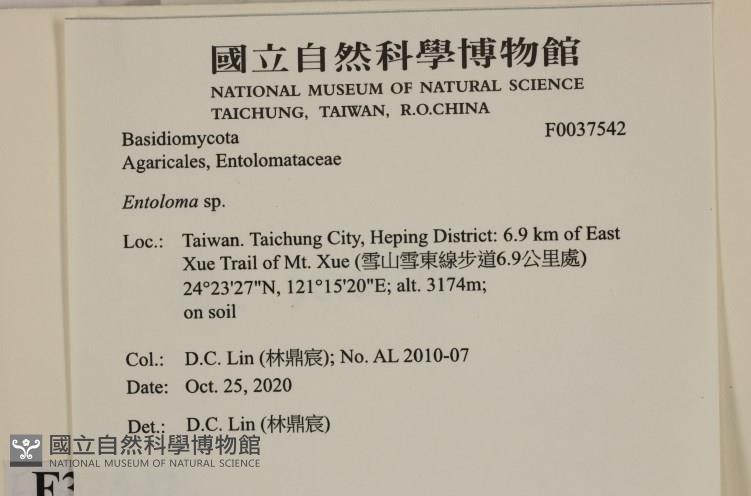 國立自然科學博物館
NATIONAL MUSEUM OF NATURAL SCIENCE
TAICHUNG, TAIWAN, R.O.CHINA
Basidiomycota F0037542
Agaricales, Entolomataceae
Entoloma sp.
Loc.: Taiwan. Taichung City, Heping District: 6.9 km of East
Xue Trail of Mt. Xue (雪山雪東線步道6.9公里處)
24°23'27"N, 121°15'20"E; alt. 3174m;
on soil
Col.: D.C. Lin (林鼎宸); No. AL 2010-07
Date: Oct. 25, 2020
Det.: D.C. Lin (林鼎宸)
國立自然科學博物館
NATIONAL MUSEUM OF NATURAL SCIENCE